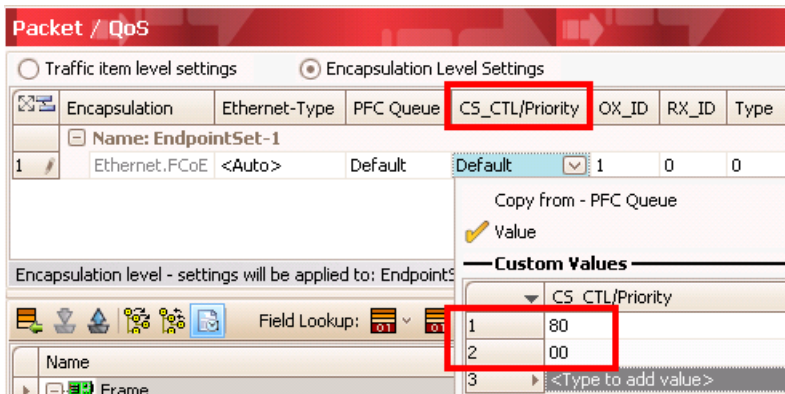 Packet / QoS
Traffic item level settings Encapsulation Level Settings
Encapsulation Ethernet-Type PFC Queue CS_CTL/Priority OX_ID RX_ID Type
Name: EndpointSet-1
1 Ethernet.FCoE <Auto> Default Default 1 0 0
Copy from - PFC Queue
Value
Custom Values
Encapsulation level - settings will be applied to: EndpointS
CS_CTL/Priority
Field Lookup: 01 01
1 80
2 00
Name
3 <Type to add value>
Frame